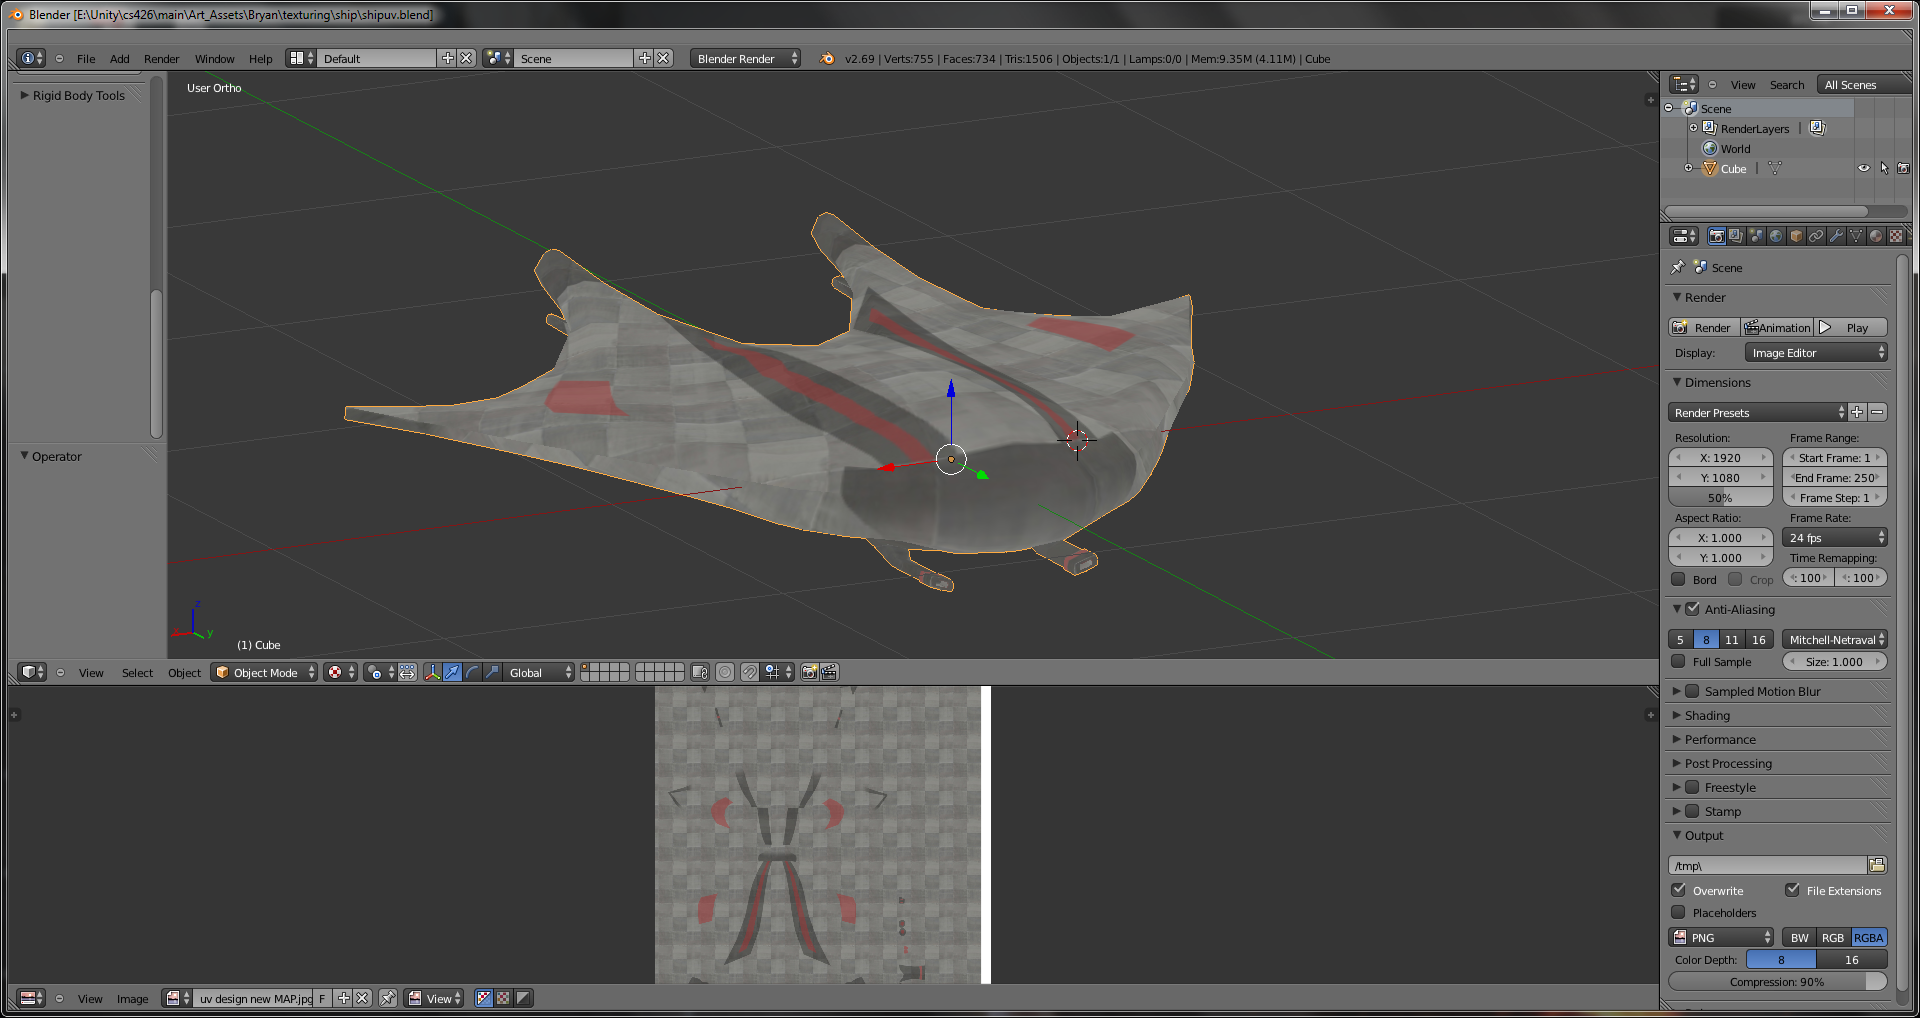 Blender [E:\Unity\cs426\main\Art_Assets\Bryan\texturing\ship\shipuv.blend]
File Add Render Window Help Default Scene Blender Render v2.69 | Verts:755 | Faces:734 | Tris:1506 | Objects:1/1 | Lamps:0/0 | Mem:9.35M (4.11M) | Cube
Rigid Body Tools
Operator
User Ortho
z
x
y
(1) Cube
View Select Object Object Mode Global
View Image uv design new MAP.jpg F View
View Search All Scenes
Scene
RenderLayers |
World
Cube |
Scene
Render
Render Animation Play
Display: Image Editor
Dimensions
Render Presets
Resolution: Frame Range:
X: 1920 Start Frame: 1
Y: 1080 End Frame: 250
50% Frame Step: 1
Aspect Ratio: Frame Rate:
X: 1.000 24 fps
Y: 1.000 Time Remapping:
Bord Crop : 100 : 100
Anti-Aliasing
5 8 11 16 Mitchell-Netraval
Full Sample Size: 1.000
Sampled Motion Blur
Shading
Performance
Post Processing
Freestyle
Stamp
Output
/tmp\
Overwrite File Extensions
Placeholders
PNG BW RGB RGBA
Color Depth: 8 16
Compression: 90%